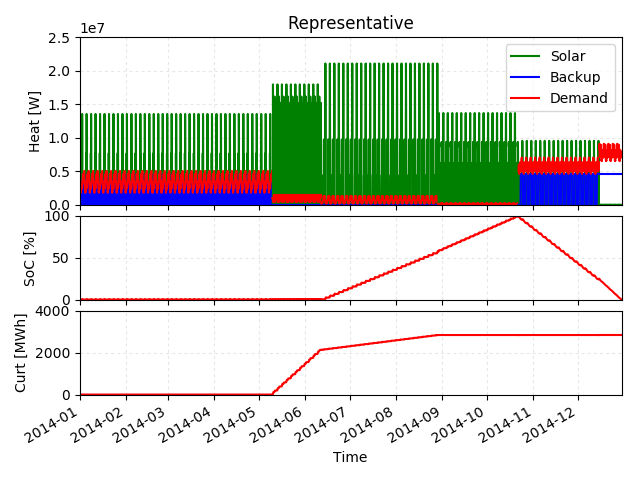 Representative
1e7
2.5
2.0
1.5
1.0
0.5
0.0
Heat [W]
Solar
Backup
Demand
100
50
0
SoC [%]
4000
2000
0
Curt [MWh]
2014-01
2014-02
2014-03
2014-04
2014-05
2014-06
2014-07
2014-08
2014-09
2014-10
2014-11
2014-12
Time